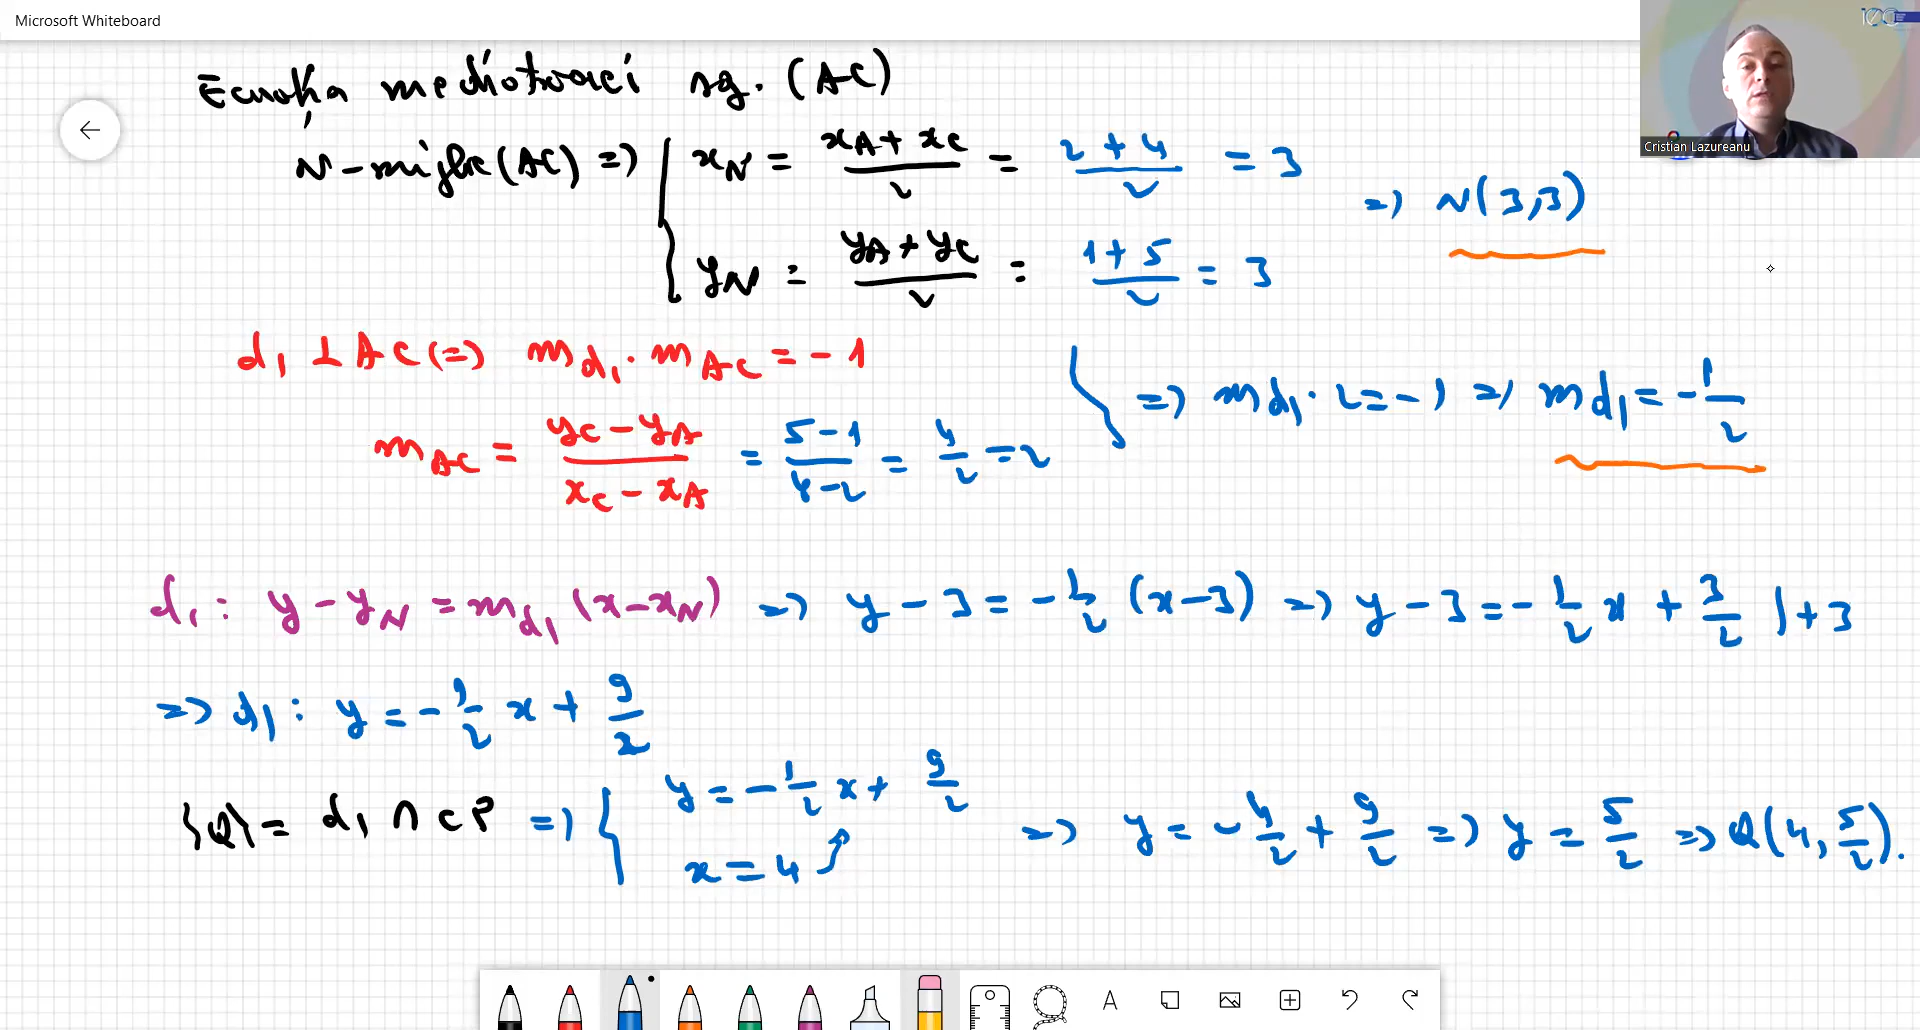 Microsoft Whiteboard
Cristian Lazureanu
Ecuația mediatoarei sg. (AC)
N - mijloc (AC) => { x_N = (x_A + x_C)/2 = (2 + 4)/2 = 3
y_N = (y_A + y_C)/2 = (1 + 5)/2 = 3
=> N(3,3)
d₁ ⊥ AC (=) m_d₁ · m_AC = -1
m_AC = (y_C - y_A)/(x_C - x_A) = (5 - 1)/(4 - 2) = 4/2 = 2
} => m_d₁ · 2 = -1 => m_d₁ = -1/2
d₁ : y - y_N = m_d₁ (x - x_N) => y - 3 = -1/2 (x - 3) => y - 3 = -1/2 x + 3/2 | + 3
=> d₁ : y = -1/2 x + 9/2
{Q} = d₁ ∩ CP => { y = -1/2 x + 9/2
x = 4
=> y = -4/2 + 9/2 => y = 5/2 => Q(4, 5/2).